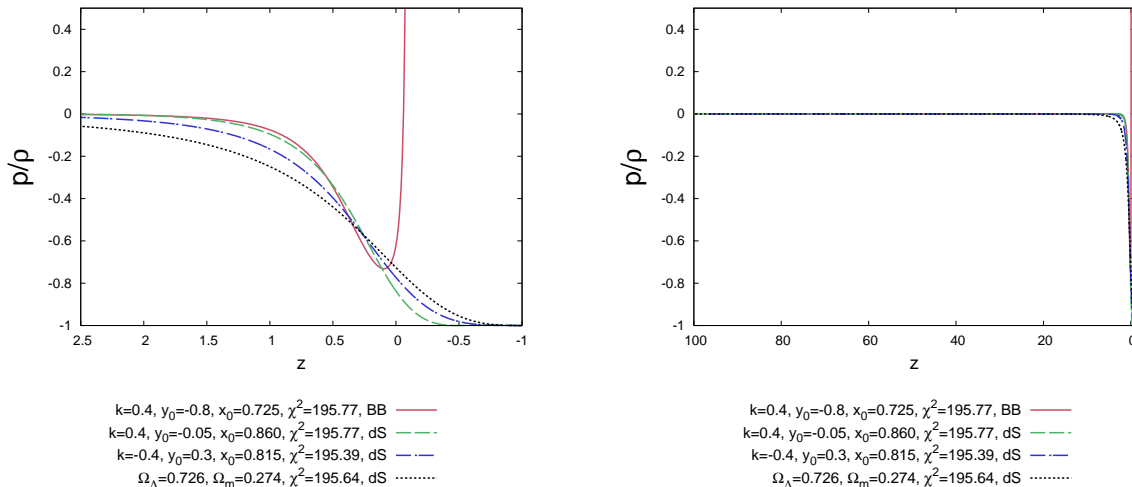 0.4
0.2
0
-0.2
-0.4
-0.6
-0.8
-1
p/ρ
2.5 2 1.5 1 0.5 0 -0.5 -1
z
k=0.4, y0=-0.8, x0=0.725, χ2=195.77, BB
k=0.4, y0=-0.05, x0=0.860, χ2=195.77, dS
k=-0.4, y0=0.3, x0=0.815, χ2=195.39, dS
ΩΛ=0.726, Ωm=0.274, χ2=195.64, dS
0.4
0.2
0
-0.2
-0.4
-0.6
-0.8
-1
p/ρ
100 80 60 40 20 0
z
k=0.4, y0=-0.8, x0=0.725, χ2=195.77, BB
k=0.4, y0=-0.05, x0=0.860, χ2=195.77, dS
k=-0.4, y0=0.3, x0=0.815, χ2=195.39, dS
ΩΛ=0.726, Ωm=0.274, χ2=195.64, dS